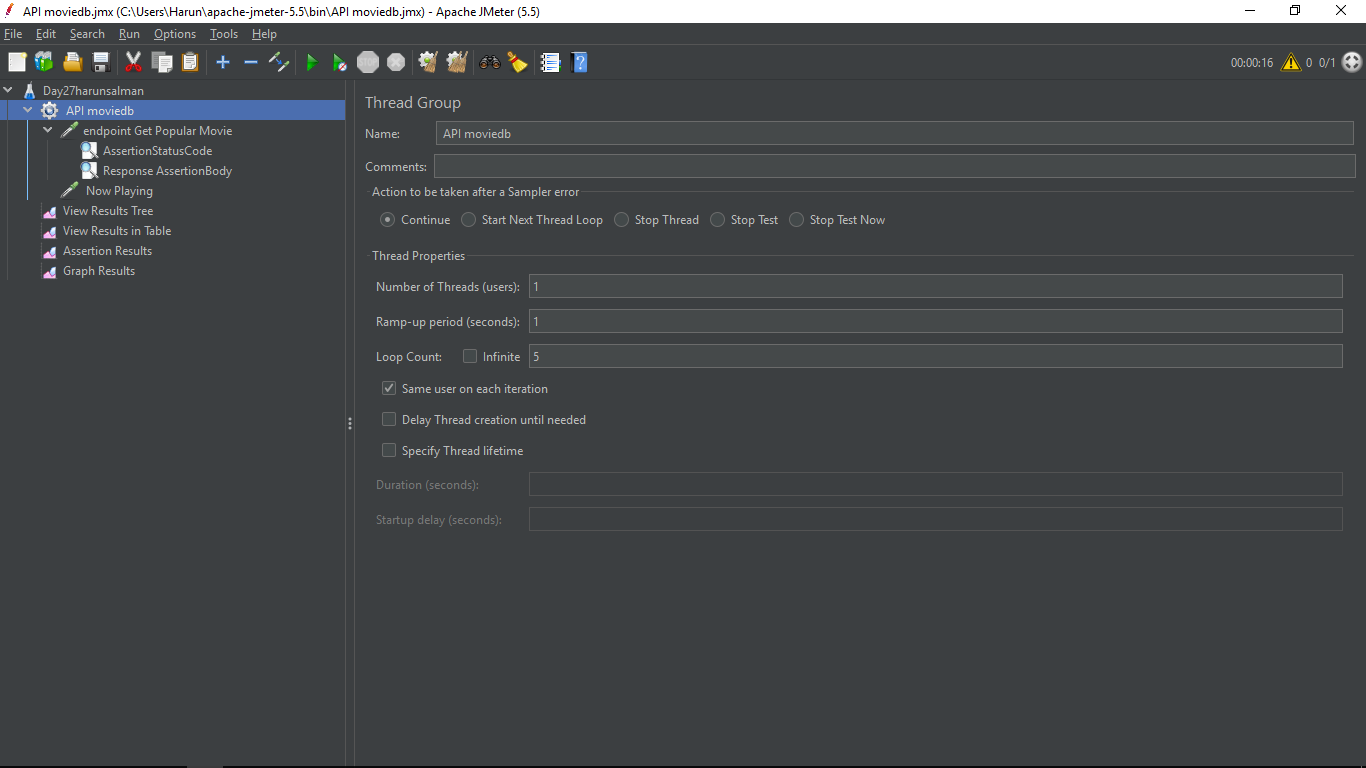 API moviedb.jmx (C:\Users\Harun\apache-jmeter-5.5\bin\API moviedb.jmx) - Apache JMeter (5.5)
File Edit Search Run Options Tools Help
STOP 00:00:16 0 0/1
Day27harunsalman
API moviedb
endpoint Get Popular Movie
AssertionStatusCode
Response AssertionBody
Now Playing
View Results Tree
View Results in Table
Assertion Results
Graph Results
Thread Group
Name: API moviedb
Comments:
Action to be taken after a Sampler error
Continue Start Next Thread Loop Stop Thread Stop Test Stop Test Now
Thread Properties
Number of Threads (users): 1
Ramp-up period (seconds): 1
Loop Count: Infinite 5
Same user on each iteration
Delay Thread creation until needed
Specify Thread lifetime
Duration (seconds):
Startup delay (seconds):